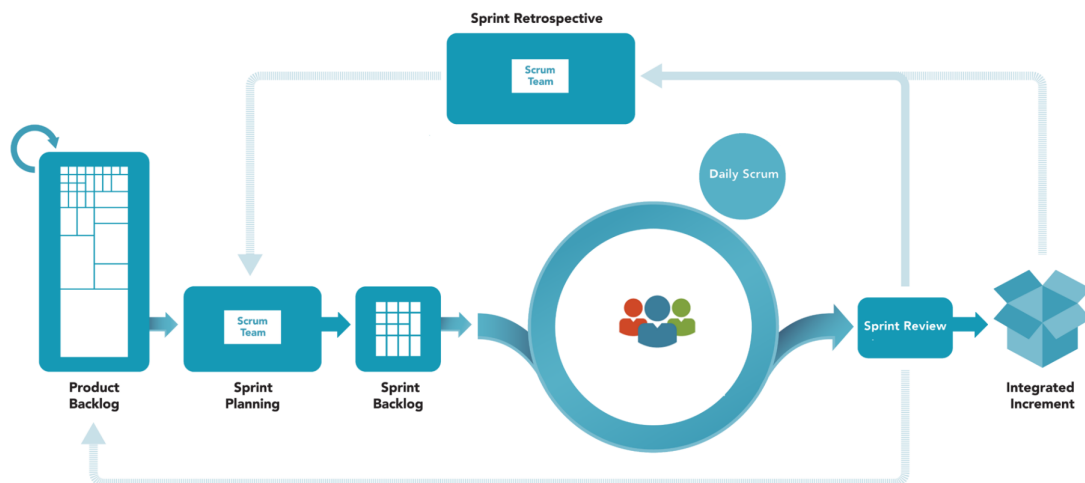 Sprint Retrospective
Scrum
Team
Daily Scrum
Scrum
Team
Sprint Review
Product
Backlog
Sprint
Planning
Sprint
Backlog
Integrated
Increment